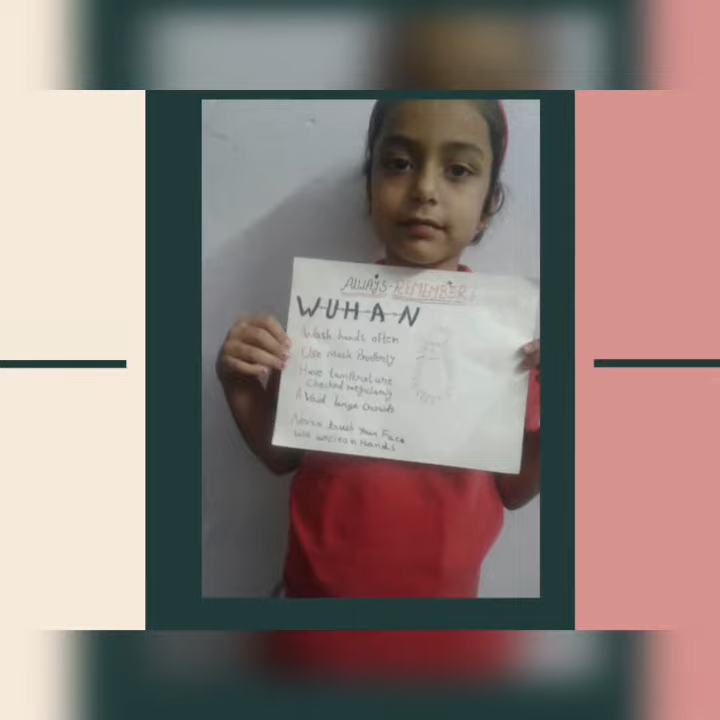 ALWAYS-REMEMBER!
W-U-H-A-N
Wash hands often
Use Mask Properly
Have temperature
Checked regularly
AVoid large crowds
Never touch Your Face
with unclean Hands